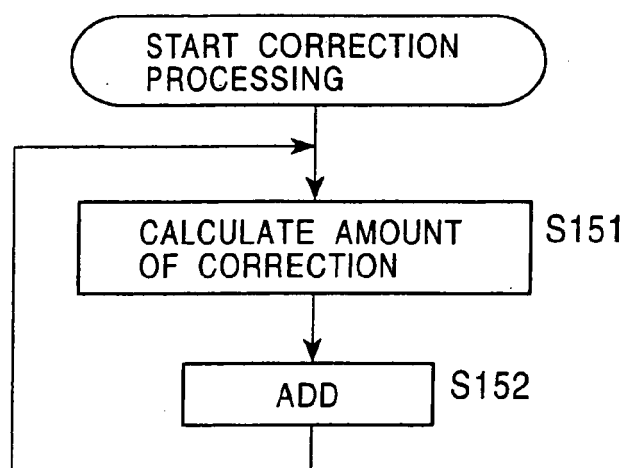 START CORRECTION
PROCESSING
CALCULATE AMOUNT
OF CORRECTION
S151
ADD
S152